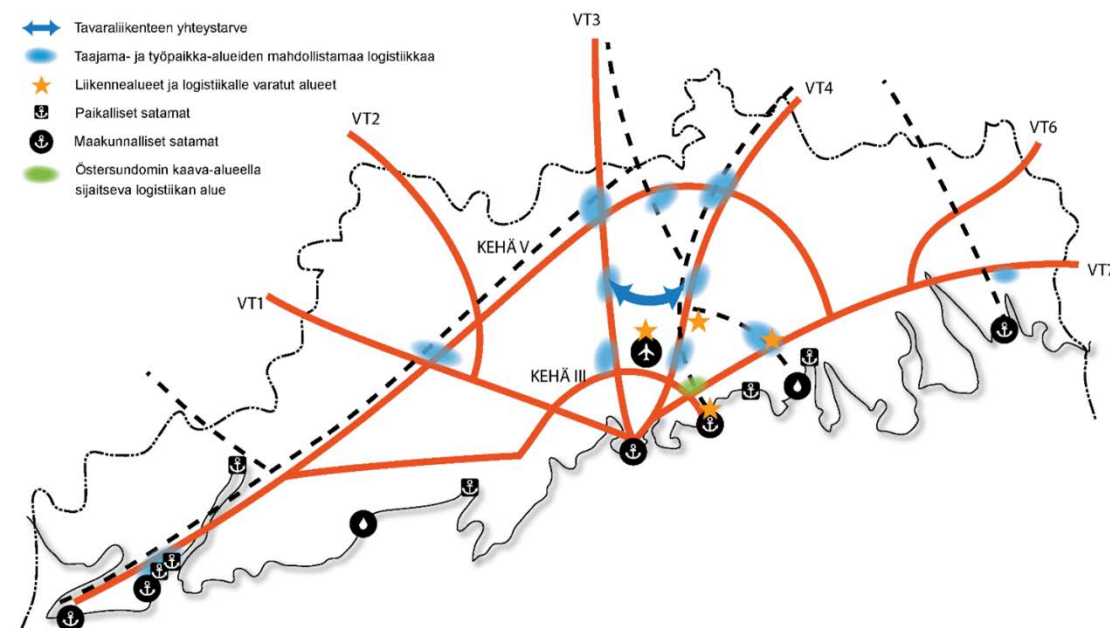 Tavaraliikenteen yhteystarve
Taajama- ja työpaikka-alueiden mahdollistamaa logistiikkaa
Liikennealueet ja logistiikalle varatut alueet
Paikalliset satamat
Maakunnalliset satamat
Östersundomin kaava-alueella
sijaitseva logistiikan alue
VT3
VT4
VT2
VT6
KEHÄ V
VT7
VT1
KEHÄ III